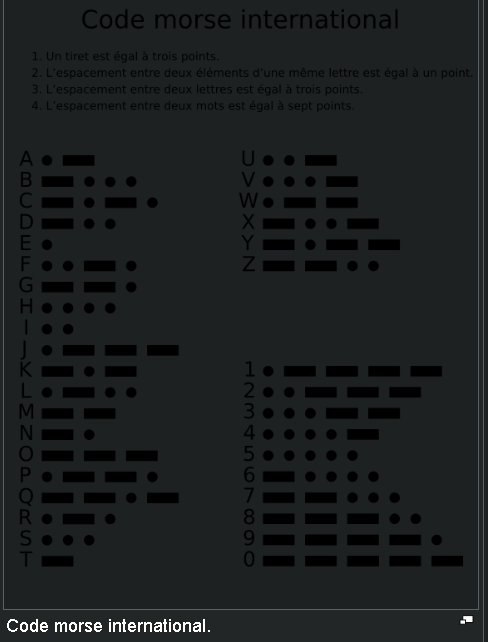 Code morse international
1. Un tiret est égal à trois points.
2. L’espacement entre deux éléments d’une même lettre est égal à un point.
3. L’espacement entre deux lettres est égal à trois points.
4. L’espacement entre deux mots est égal à sept points.
A
B
C
D
E
F
G
H
I
J
K
L
M
N
O
P
Q
R
S
T
U
V
W
X
Y
Z
1
2
3
4
5
6
7
8
9
0
Code morse international.